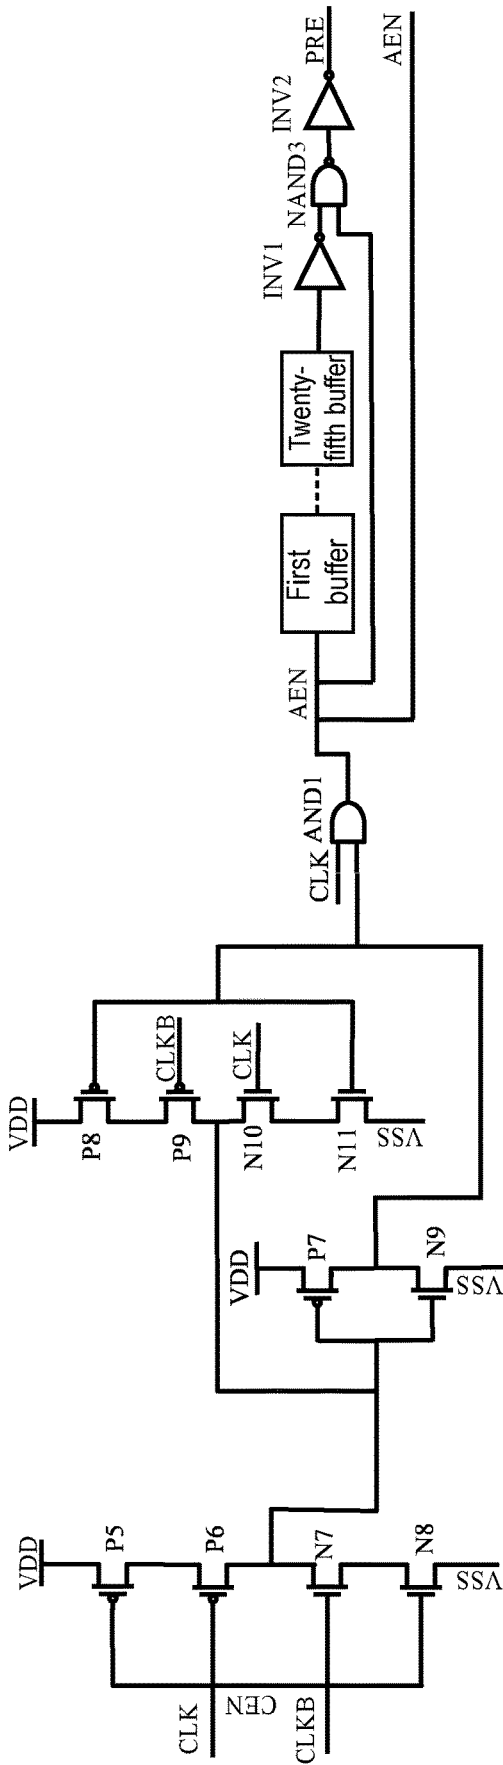 VDD
P5
P6
N7
N8
VSS
CLK
CEN
CLKB
VDD
P7
N9
VSS
VDD
P8
P9
N10
N11
VSS
CLKB
CLK
CLK
AND1
AEN
First
buffer
Twenty-
fifth buffer
INV1
NAND3
INV2
PRE
AEN